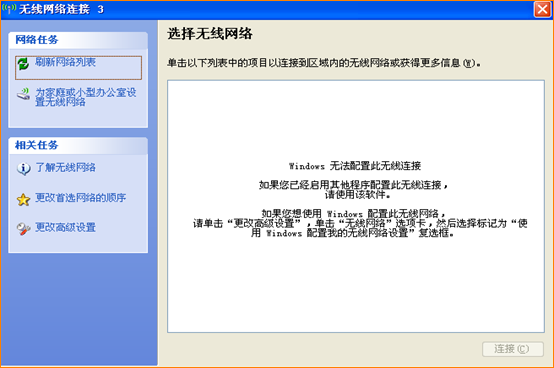 无线网络连接 3
网络任务
刷新网络列表
为家庭或小型办公室设
置无线网络
相关任务
了解无线网络
更改首选网络的顺序
更改高级设置
选择无线网络
单击以下列表中的项目以连接到区域内的无线网络或获得更多信息(W)。
Windows 无法配置此无线连接
如果您已经启用其他程序配置此无线连接，
请使用该软件。
如果您想使用 Windows 配置此无线网络，
请单击“更改高级设置”，单击“无线网络”选项卡，然后选择标记为“使
用 Windows 配置我的无线网络设置”复选框。
连接(C)